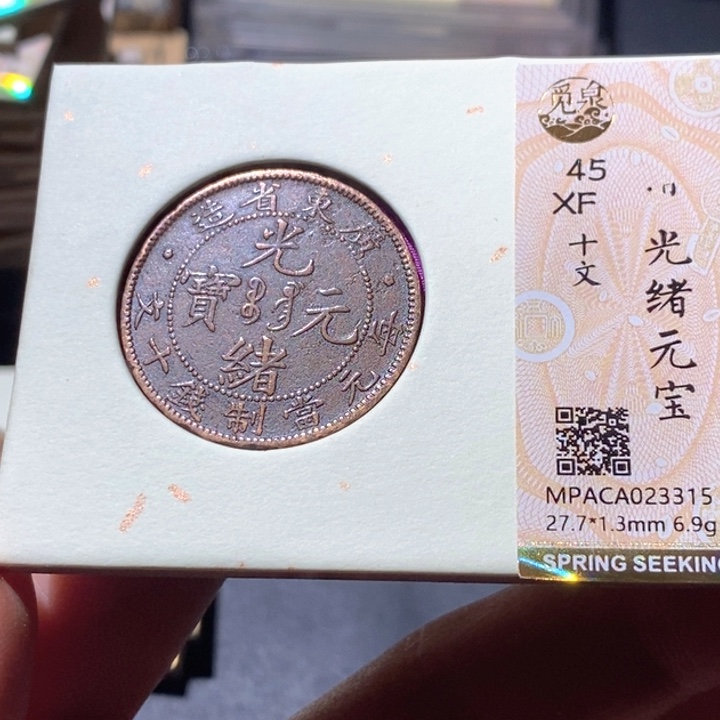 廣東省造
光緒元寶
每元當制錢十文
觅泉
45
XF
十文
光緒元宝
MPACA023315
27.7*1.3mm 6.9g
SPRING SEEKING